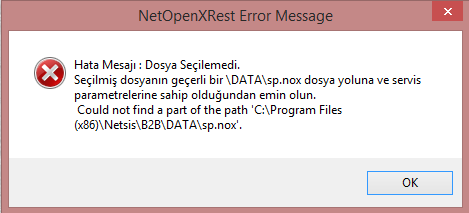 NetOpenXRest Error Message
Hata Mesajı : Dosya Seçilemedi.
Seçilmiş dosyanın geçerli bir \DATA\sp.nox dosya yoluna ve servis
parametrelerine sahip olduğundan emin olun.
Could not find a part of the path 'C:\Program Files
(x86)\Netsis\B2B\DATA\sp.nox'.
OK